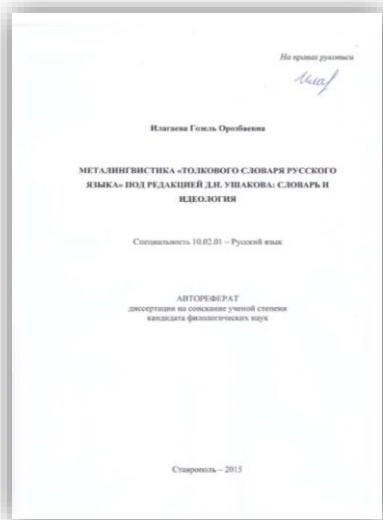 На правах рукописи
Илагаева Гозель Оролбаевна
МЕТАЛИНГВИСТИКА «ТОЛКОВОГО СЛОВАРЯ РУССКОГО
ЯЗЫКА» ПОД РЕДАКЦИЕЙ Д.Н. УШАКОВА: СЛОВАРЬ И
ИДЕОЛОГИЯ
Специальность 10.02.01 – Русский язык
АВТОРЕФЕРАТ
диссертации на соискание ученой степени
кандидата филологических наук
Ставрополь – 2015